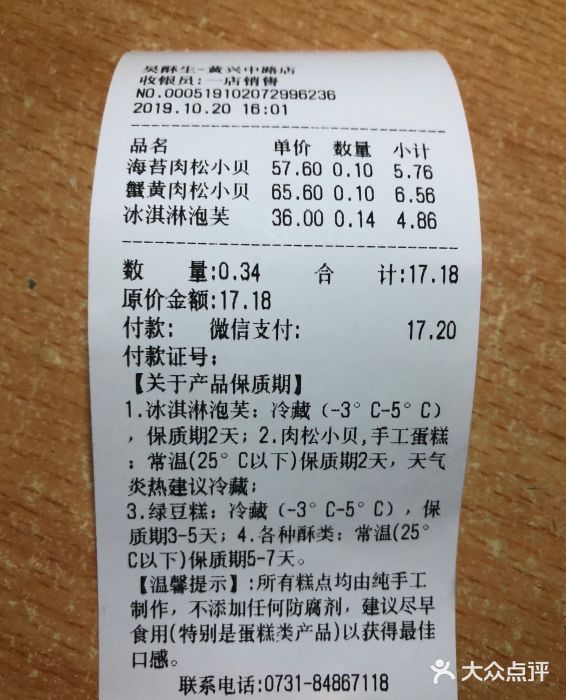 吴酥生-黄兴中路店
收银员:一店销售
NO.000519102072996236
2019.10.20 16:01
品名 单价 数量 小计
海苔肉松小贝 57.60 0.10 5.76
蟹黄肉松小贝 65.60 0.10 6.56
冰淇淋泡芙 36.00 0.14 4.86
数 量:0.34 合 计:17.18
原价金额:17.18
付款: 微信支付: 17.20
付款证号:
【关于产品保质期】
1.冰淇淋泡芙:冷藏(-3°C-5°C)
,保质期2天;2.肉松小贝,手工蛋糕
:常温(25°C以下)保质期2天,天气
炎热建议冷藏;
3.绿豆糕:冷藏(-3°C-5°C),保
质期3-5天;4.各种酥类:常温(25°
C以下)保质期5-7天。
【温馨提示】:所有糕点均由纯手工
制作,不添加任何防腐剂,建议尽早
食用(特别是蛋糕类产品)以获得最佳
口感。
联系电话:0731-84867118
大众点评